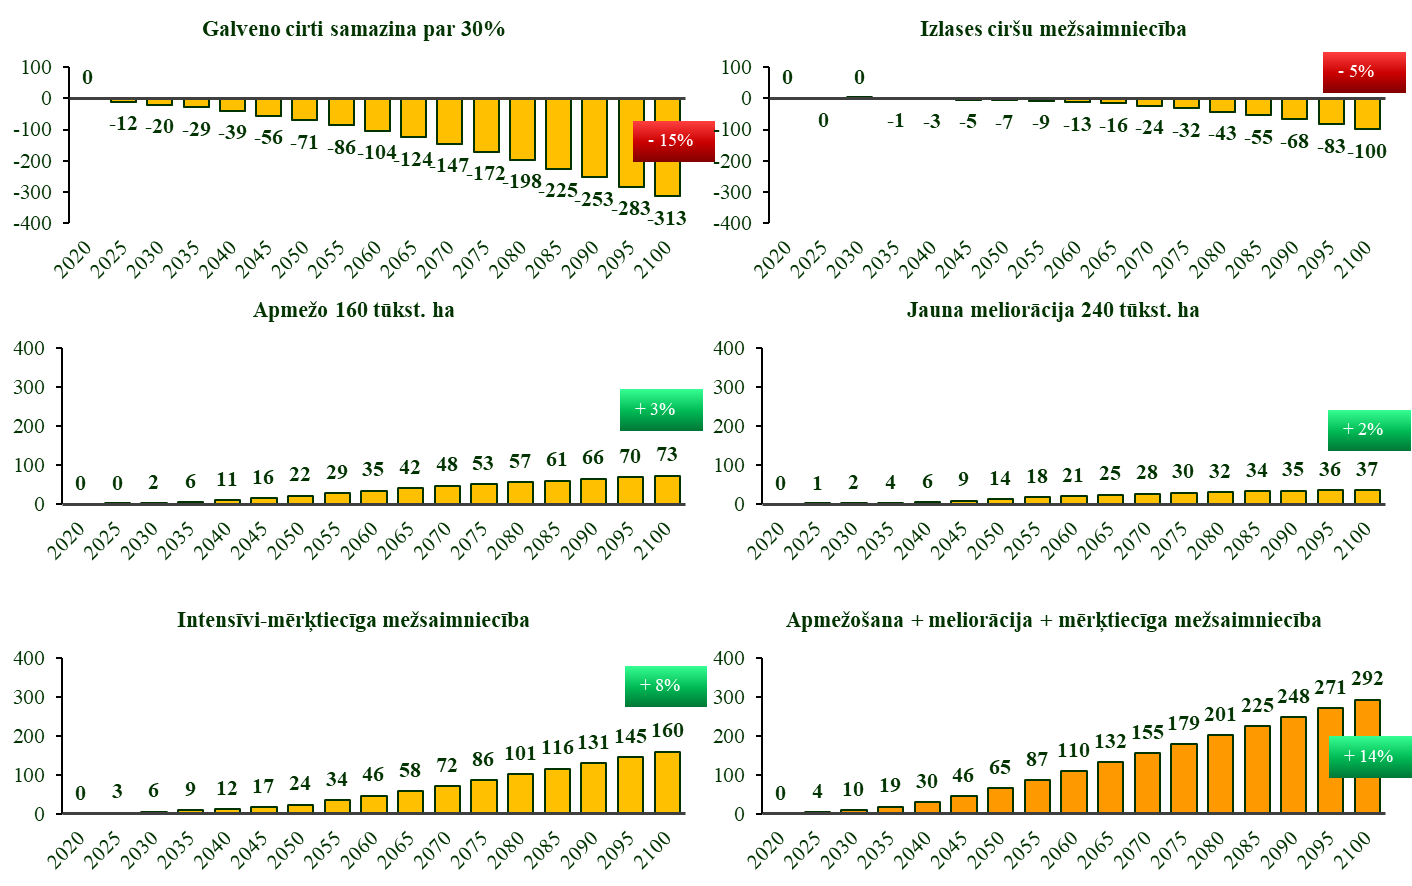 Galveno cirti samazina par 30%
100
0
-100
-200
-300
-400
0 -12 -20 -29 -39 -56 -71 -86 -104 -124 -147 -172 -198 -225 -253 -283 -313
- 15%
2020 2025 2030 2035 2040 2045 2050 2055 2060 2065 2070 2075 2080 2085 2090 2095 2100
Izlases ciršu mežsaimniecība
100
0
-100
-200
-300
-400
0 0 0 -1 -3 -5 -7 -9 -13 -16 -24 -32 -43 -55 -68 -83 -100
- 5%
2020 2025 2030 2035 2040 2045 2050 2055 2060 2065 2070 2075 2080 2085 2090 2095 2100
Apmežo 160 tūkst. ha
400
300
200
100
0
+ 3%
0 0 2 6 11 16 22 29 35 42 48 53 57 61 66 70 73
2020 2025 2030 2035 2040 2045 2050 2055 2060 2065 2070 2075 2080 2085 2090 2095 2100
Jauna meliorācija 240 tūkst. ha
400
300
200
100
0
+ 2%
0 1 2 4 6 9 14 18 21 25 28 30 32 34 35 36 37
2020 2025 2030 2035 2040 2045 2050 2055 2060 2065 2070 2075 2080 2085 2090 2095 2100
Intensīvi-mērķtiecīga mežsaimniecība
400
300
200
100
0
+ 8%
0 3 6 9 12 17 24 34 46 58 72 86 101 116 131 145 160
2020 2025 2030 2035 2040 2045 2050 2055 2060 2065 2070 2075 2080 2085 2090 2095 2100
Apmežošana + meliorācija + mērķtiecīga mežsaimniecība
400
300
200
100
0
0 4 10 19 30 46 65 87 110 132 155 179 201 225 248 271 292
+ 14%
2020 2025 2030 2035 2040 2045 2050 2055 2060 2065 2070 2075 2080 2085 2090 2095 2100